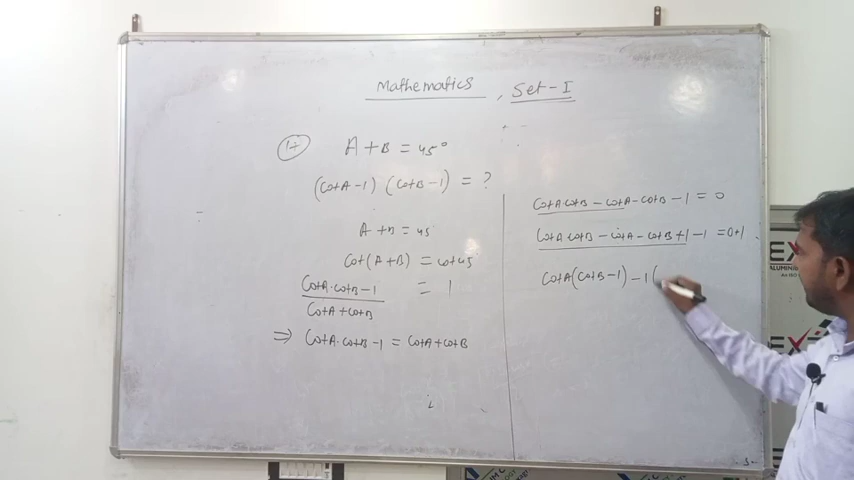 Mathematics, Set-I
1+ A+B = 45°
(CotA-1) (CotB-1) = ?
A+B = 45
Cot(A+B) = cot45
CotA·CotB-1 = 1
CotA+CotB
⇒ CotA·CotB-1 = CotA+CotB
CotA·CotB - CotA - CotB - 1 = 0
CotA·CotB - CotA - CotB + 1 - 1 = 0+1
CotA(CotB-1) - 1(